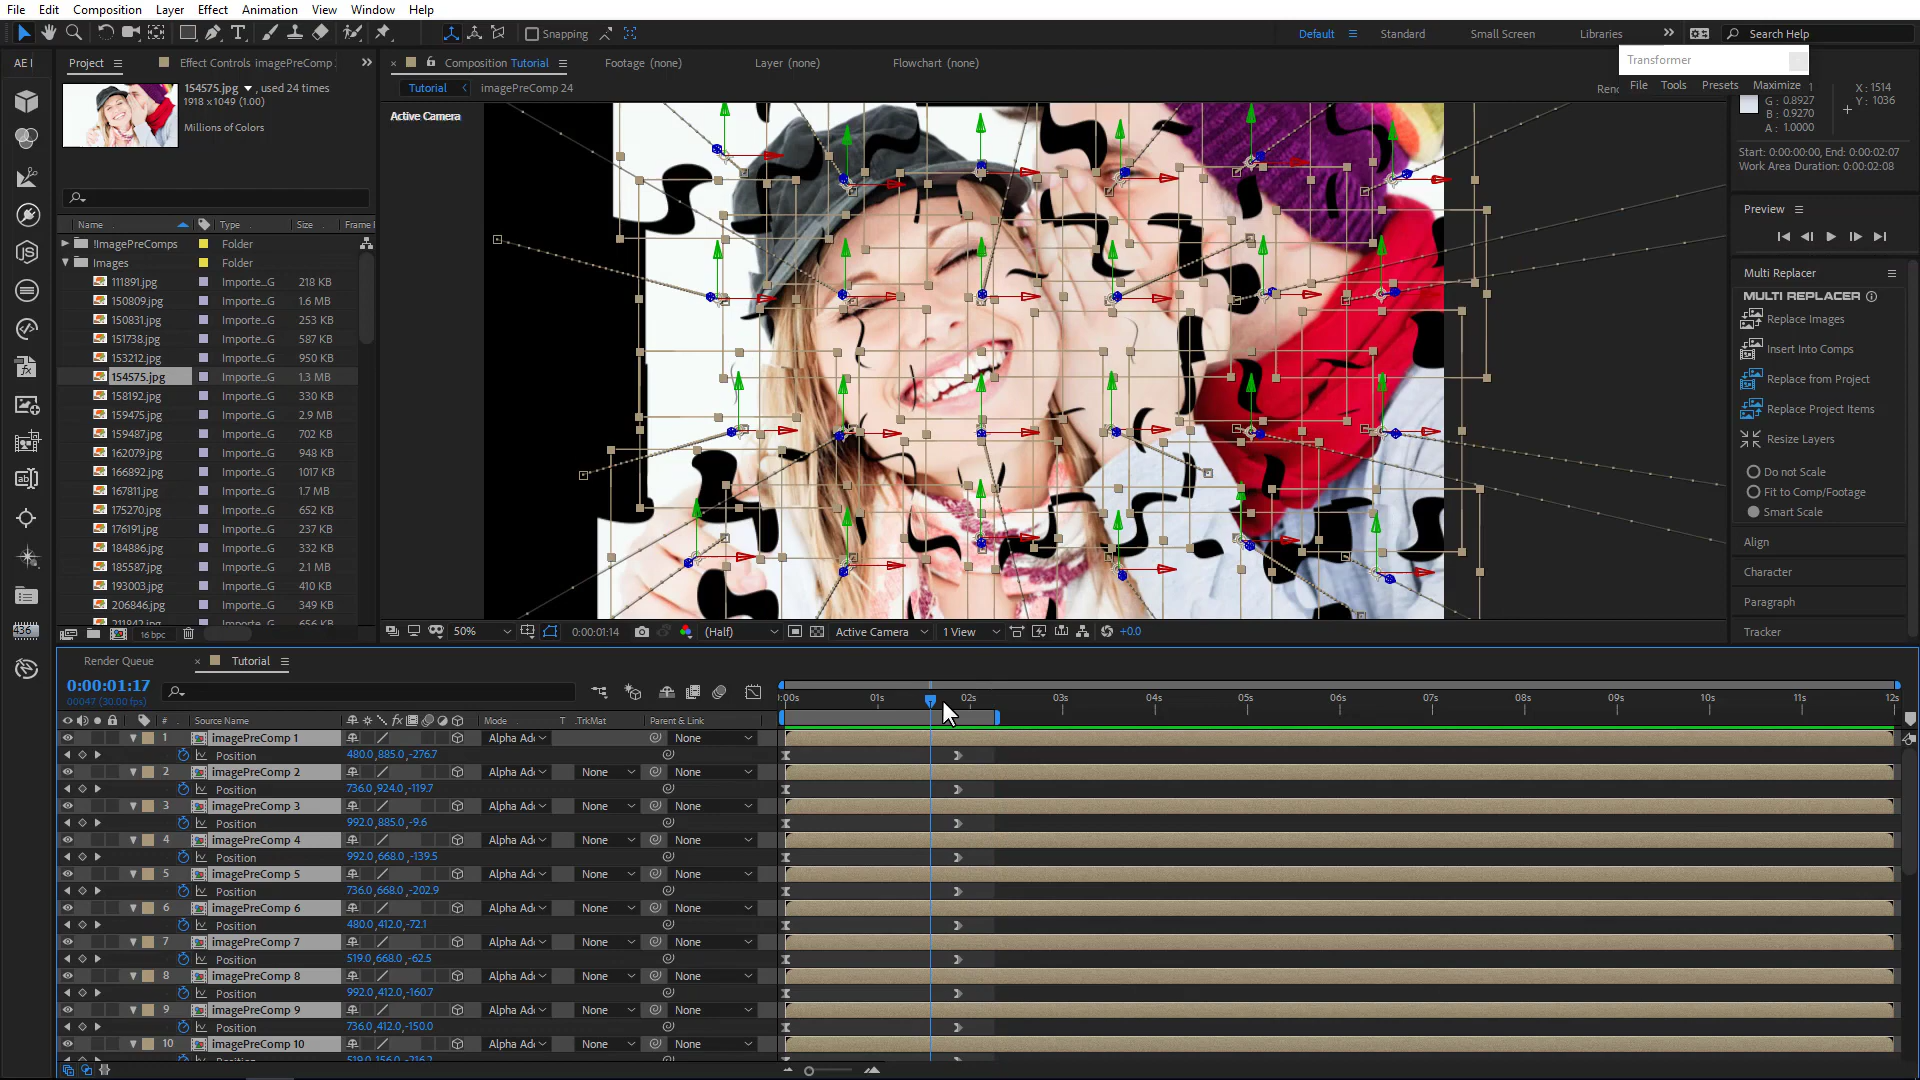 File Edit Composition Layer Effect Animation View Window Help
Snapping
Default Standard Small Screen Libraries Search Help
Transformer
File Tools Presets Maximize
AE
Project Effect Controls imagePreComp
Composition Tutorial Footage (none) Layer (none) Flowchart (none)
154575.jpg , used 24 times
1918 x 1049 (1.00)
Millions of Colors
Tutorial imagePreComp 24
Active Camera
G : 0.8927
B : 0.9270
A : 1.0000
X : 1514
Y : 1036
Start: 0:00:00:00, End: 0:00:02:07
Work Area Duration: 0:00:02:08
Preview
Name Type Size Frame
!ImagePreComps Folder
Images Folder
111891.jpg Importe...G 218 KB
150809.jpg Importe...G 1.6 MB
150831.jpg Importe...G 253 KB
151738.jpg Importe...G 587 KB
153212.jpg Importe...G 950 KB
154575.jpg Importe...G 1.3 MB
158192.jpg Importe...G 330 KB
159475.jpg Importe...G 2.9 MB
159487.jpg Importe...G 702 KB
162079.jpg Importe...G 948 KB
166892.jpg Importe...G 1017 KB
167811.jpg Importe...G 1.7 MB
175270.jpg Importe...G 652 KB
176191.jpg Importe...G 237 KB
184886.jpg Importe...G 332 KB
185587.jpg Importe...G 2.1 MB
193003.jpg Importe...G 410 KB
206846.jpg Importe...G 349 KB
16 bpc
Multi Replacer
MULTI REPLACER
Replace Images
Insert Into Comps
Replace from Project
Replace Project Items
Resize Layers
Do not Scale
Fit to Comp/Footage
Smart Scale
Align
Character
Paragraph
Tracker
50% 0:00:01:14 (Half) Active Camera 1 View +0.0
Render Queue Tutorial
0:00:01:17
00047 (30.00 fps)
:00s 01s 02s 03s 04s 05s 06s 07s 08s 09s 10s 11s 12s
# Source Name Mode T .TrkMat Parent & Link
1 imagePreComp 1 Alpha Ad None
Position 480.0,885.0,-276.7
2 imagePreComp 2 Alpha Ad None None
Position 736.0,924.0,-119.7
3 imagePreComp 3 Alpha Ad None None
Position 992.0,885.0,-9.6
4 imagePreComp 4 Alpha Ad None None
Position 992.0,668.0,-139.5
5 imagePreComp 5 Alpha Ad None None
Position 736.0,668.0,-202.9
6 imagePreComp 6 Alpha Ad None None
Position 480.0,412.0,-72.1
7 imagePreComp 7 Alpha Ad None None
Position 519.0,668.0,-62.5
8 imagePreComp 8 Alpha Ad None None
Position 992.0,412.0,-160.7
9 imagePreComp 9 Alpha Ad None None
Position 736.0,412.0,-150.0
10 imagePreComp 10 Alpha Ad None None